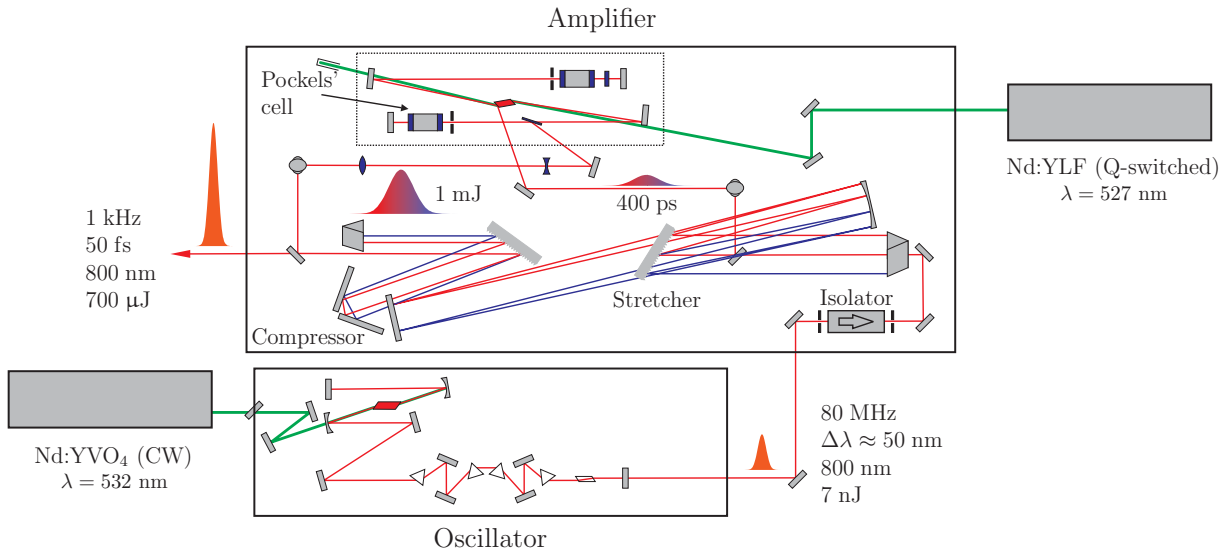 Amplifier
Pockels'
cell
1 mJ
400 ps
Nd:YLF (Q-switched)
λ = 527 nm
1 kHz
50 fs
800 nm
700 µJ
Stretcher
Isolator
Compressor
Nd:YVO₄ (CW)
λ = 532 nm
80 MHz
Δλ ≈ 50 nm
800 nm
7 nJ
Oscillator